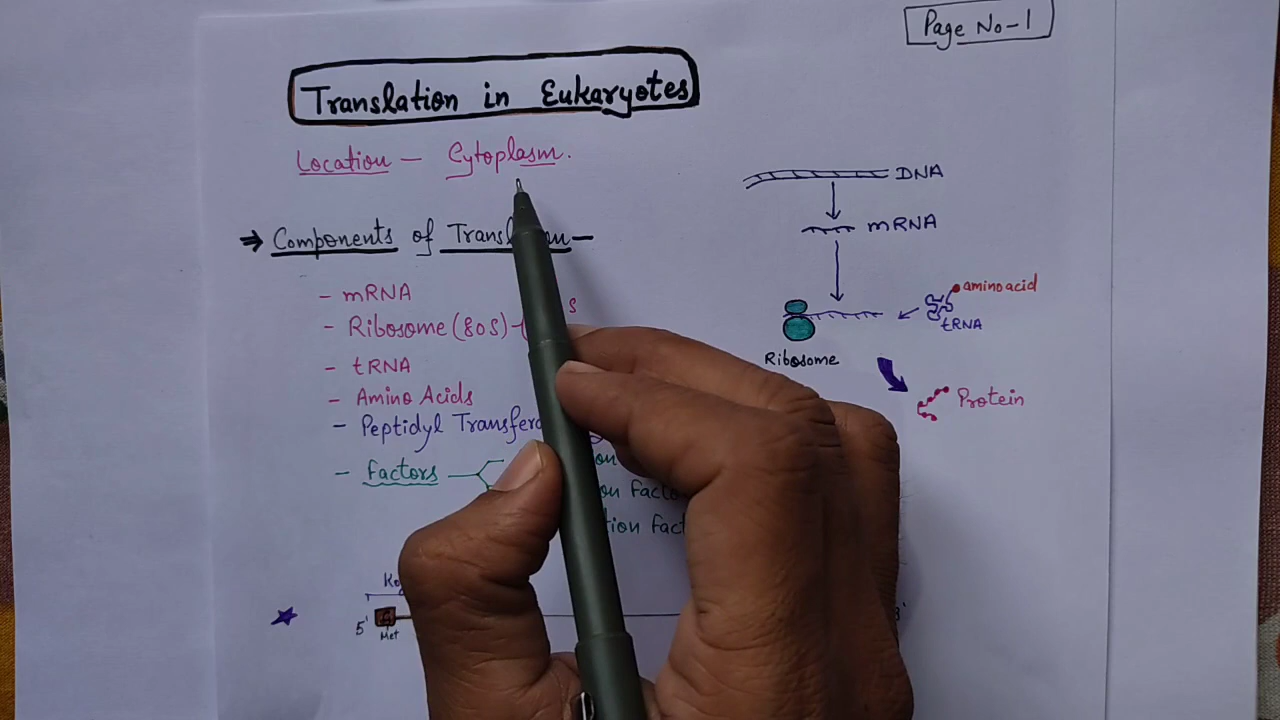 Page No-1
Translation in Eukaryotes
Location - Cytoplasm.
DNA
→ Components of
mRNA
- mRNA
amino acid
- Ribosome (80S)
tRNA
Ribosome
- tRNA
- Amino Acids
Protein
- Peptidyl
- factors
5'
Met